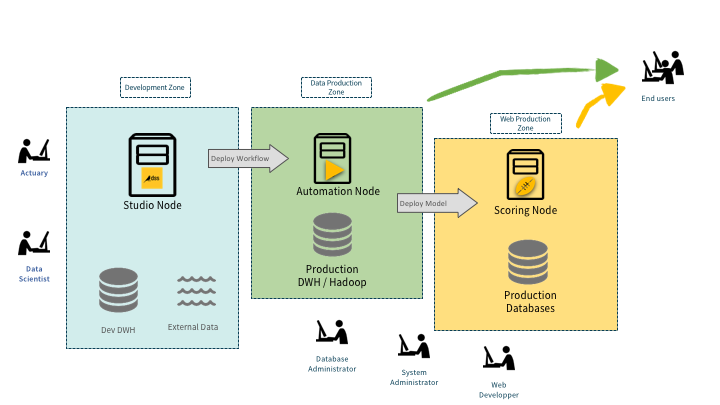 Development Zone
Data Production
Zone
Web Production
Zone
End users
Actuary
Data
Scientist
dss
Studio Node
Deploy Workflow
Automation Node
Deploy Model
Scoring Node
Production
DWH / Hadoop
Production
Databases
Dev DWH
External Data
Database
Administrator
System
Administrator
Web
Developper